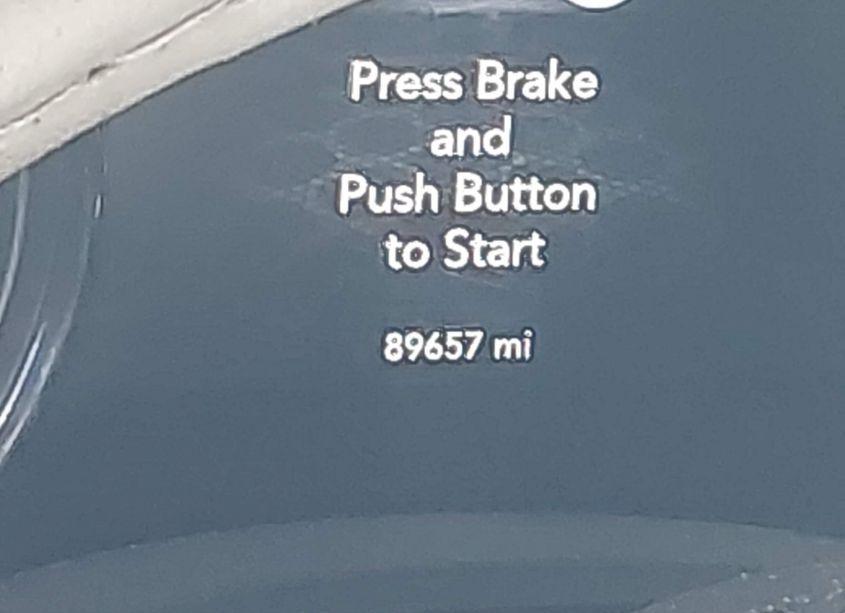 Press Brake
and
Push Button
to Start
89657 mi